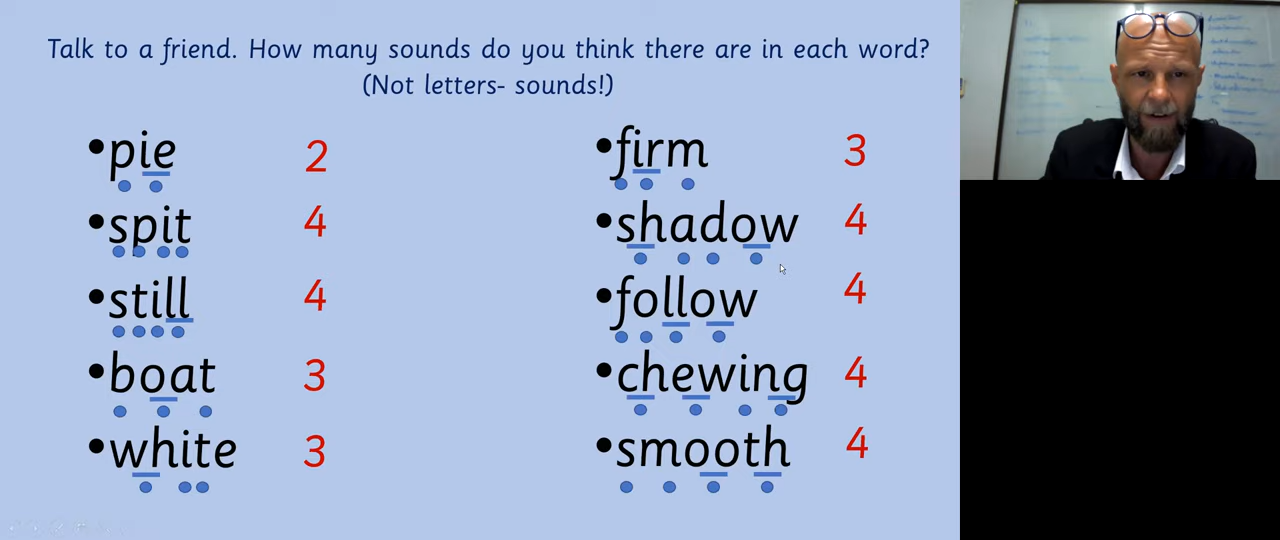 Talk to a friend. How many sounds do you think there are in each word?
(Not letters- sounds!)
•pie 2
•spit 4
•still 4
•boat 3
•white 3
•firm 3
•shadow 4
•follow 4
•chewing 4
•smooth 4